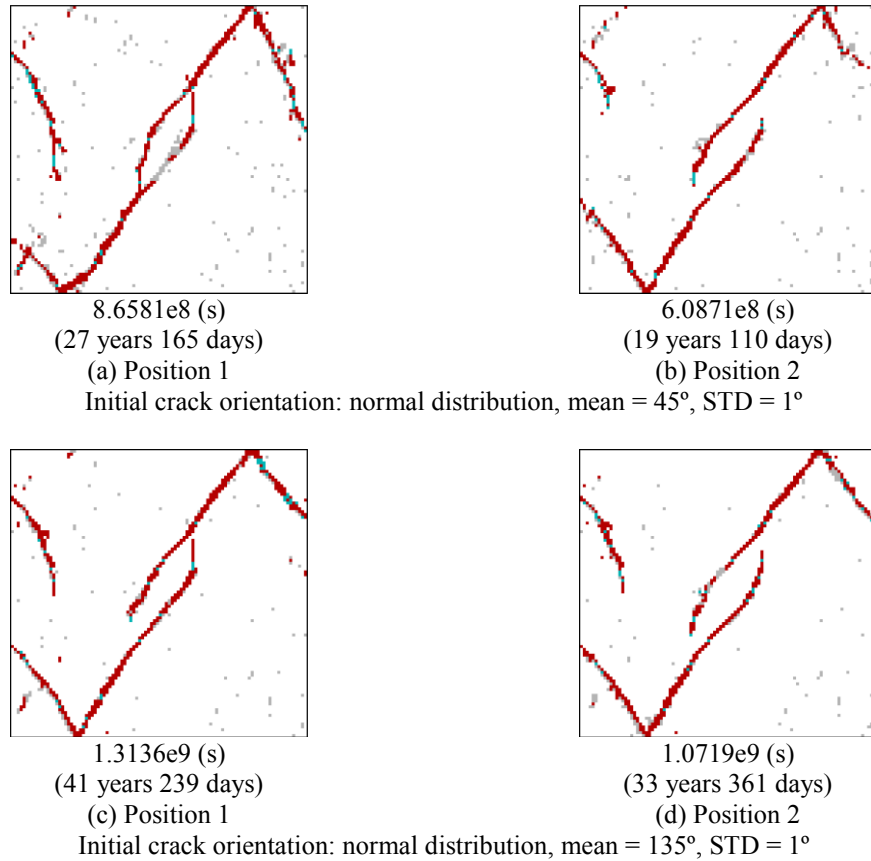 8.6581e8 (s)
(27 years 165 days)
(a) Position 1
6.0871e8 (s)
(19 years 110 days)
(b) Position 2
Initial crack orientation: normal distribution, mean = 45º, STD = 1º
1.3136e9 (s)
(41 years 239 days)
(c) Position 1
1.0719e9 (s)
(33 years 361 days)
(d) Position 2
Initial crack orientation: normal distribution, mean = 135º, STD = 1º